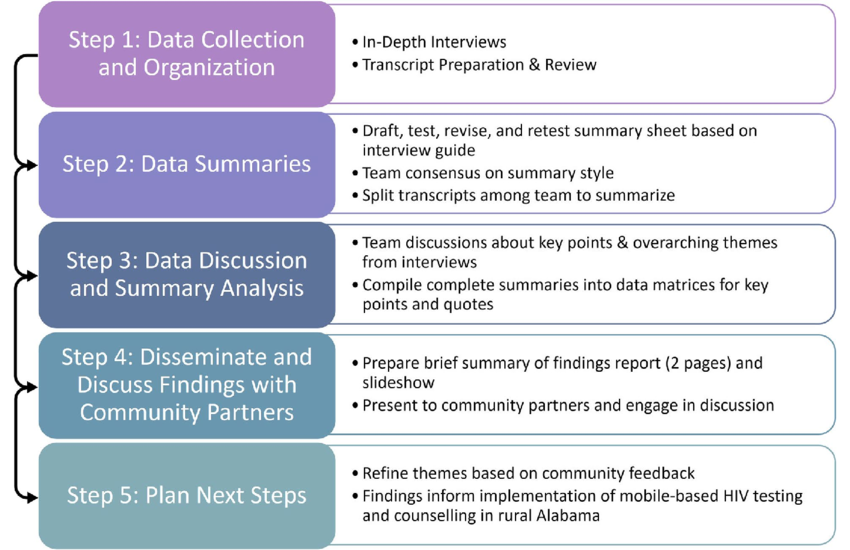 Step 1: Data Collection
and Organization
• In-Depth Interviews
• Transcript Preparation & Review
Step 2: Data Summaries
• Draft, test, revise, and retest summary sheet based on
interview guide
• Team consensus on summary style
• Split transcripts among team to summarize
Step 3: Data Discussion
and Summary Analysis
• Team discussions about key points & overarching themes
from interviews
• Compile complete summaries into data matrices for key
points and quotes
Step 4: Disseminate and
Discuss Findings with
Community Partners
• Prepare brief summary of findings report (2 pages) and
slideshow
• Present to community partners and engage in discussion
Step 5: Plan Next Steps
• Refine themes based on community feedback
• Findings inform implementation of mobile-based HIV testing
and counselling in rural Alabama